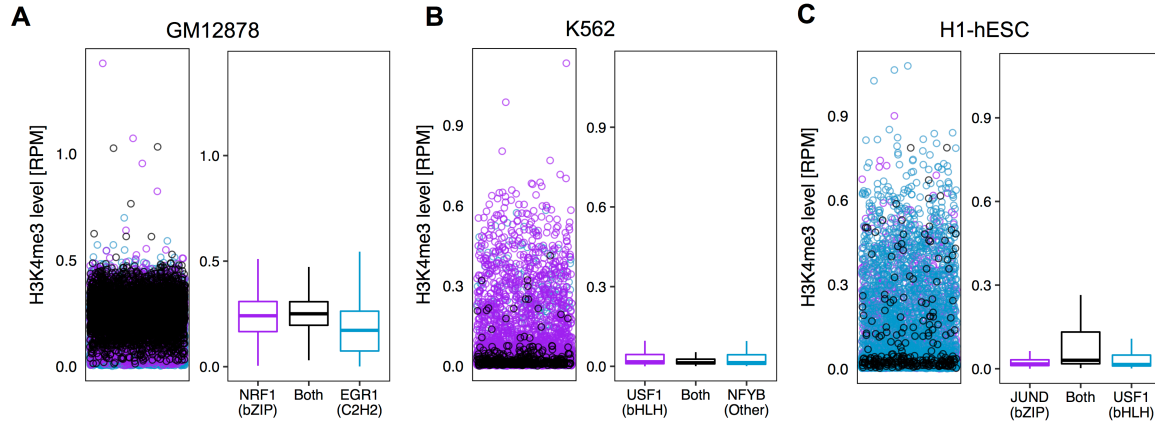 A
GM12878
H3K4me3 level [RPM]
1.0
0.5
0.0
1.0
0.5
0.0
NRF1
(bZIP)
Both
EGR1
(C2H2)
B
K562
H3K4me3 level [RPM]
0.9
0.6
0.3
0.0
0.9
0.6
0.3
0.0
USF1
(bHLH)
Both
NFYB
(Other)
C
H1-hESC
H3K4me3 level [RPM]
0.9
0.6
0.3
0.0
0.9
0.6
0.3
0.0
JUND
(bZIP)
Both
USF1
(bHLH)